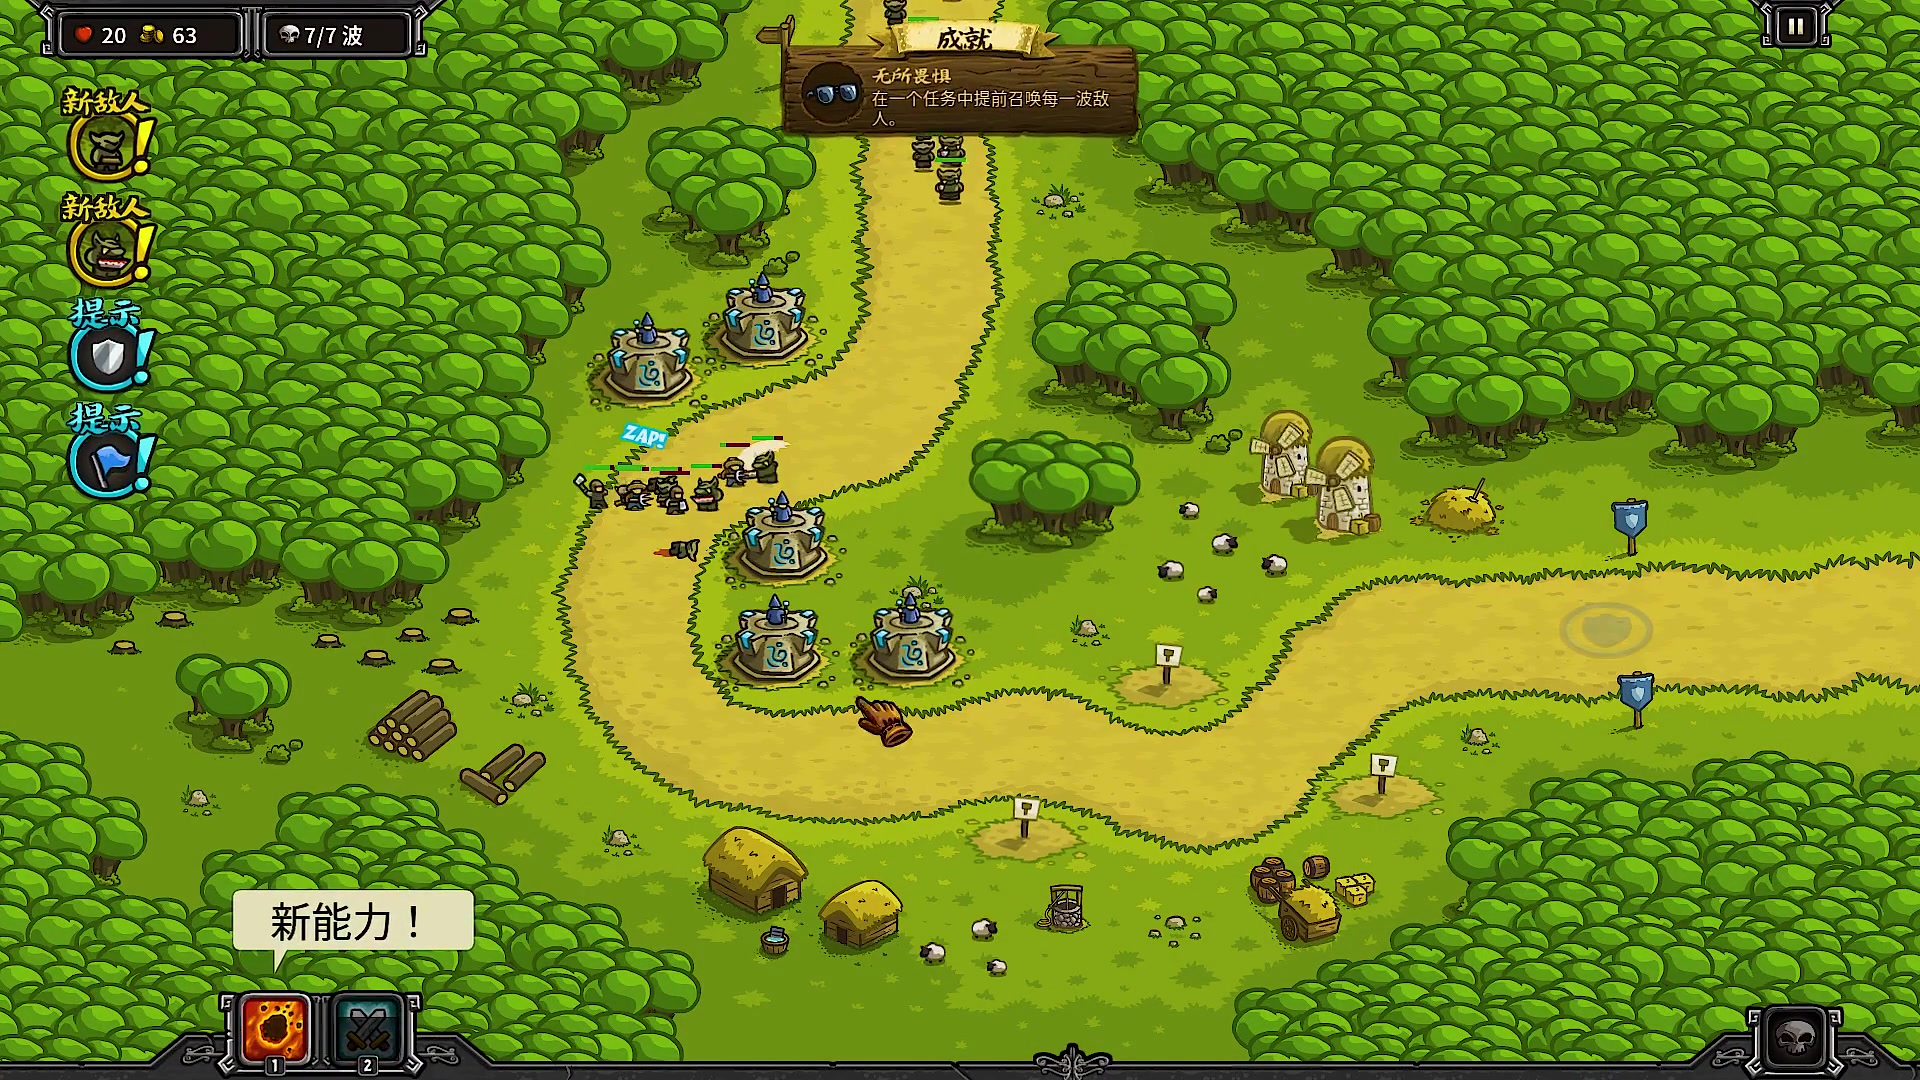 20 63 7/7 波
成就
无所畏惧
在一个任务中提前召唤每一波敌
人。
新敌人
新敌人
提示
提示
ZAP!
新能力！
1 2